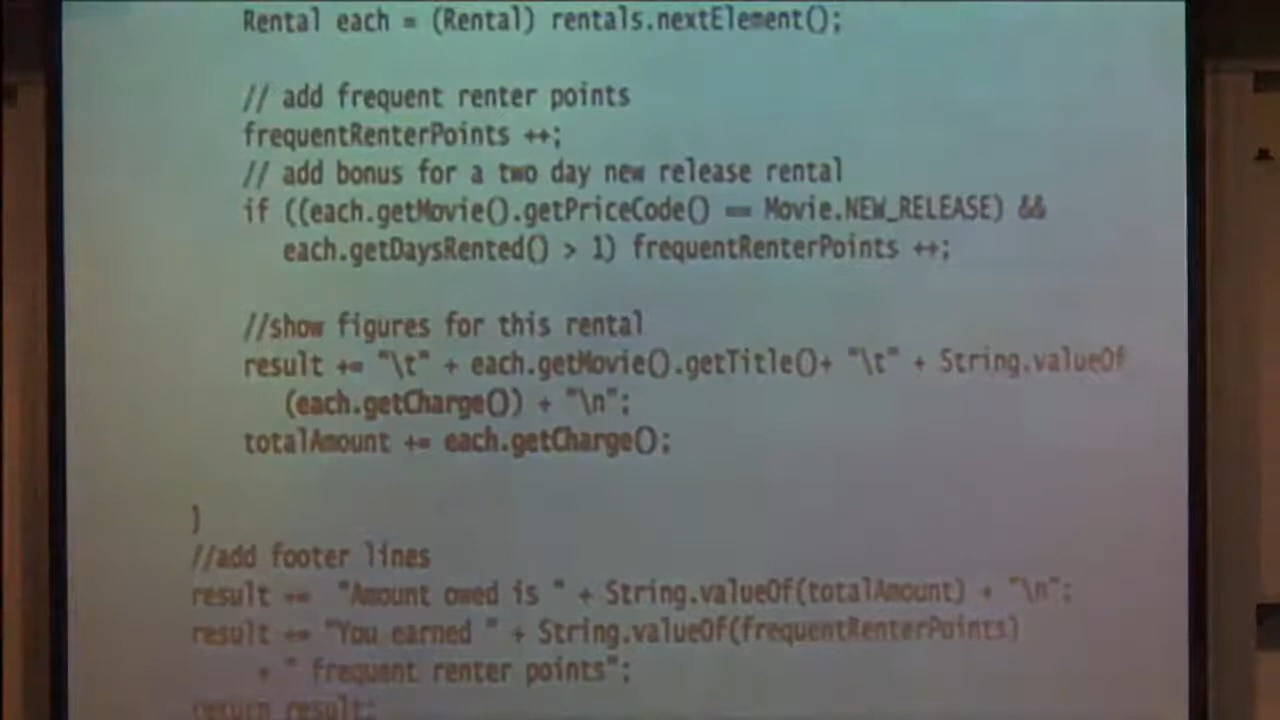 Rental each = (Rental) rentals.nextElement();
// add frequent renter points
frequentRenterPoints ++;
// add bonus for a two day new release rental
if ((each.getMovie().getPriceCode() == Movie.NEW_RELEASE) &&
each.getDaysRented() > 1) frequentRenterPoints ++;
//show figures for this rental
result += "\t" + each.getMovie().getTitle()+ "\t" + String.valueOf
(each.getCharge()) + "\n";
totalAmount += each.getCharge();
}
//add footer lines
result += "Amount owed is " + String.valueOf(totalAmount) + "\n";
result += "You earned " + String.valueOf(frequentRenterPoints)
+ " frequent renter points";
return result;